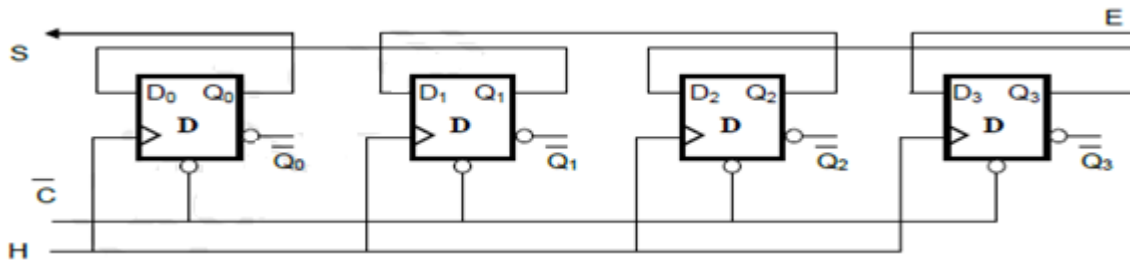 E
S
D₀ Q₀ D₁ Q₁ D₂ Q₂ D₃ Q₃
D D D D
Q̅₀ Q̅₁ Q̅₂ Q̅₃
C̅
H